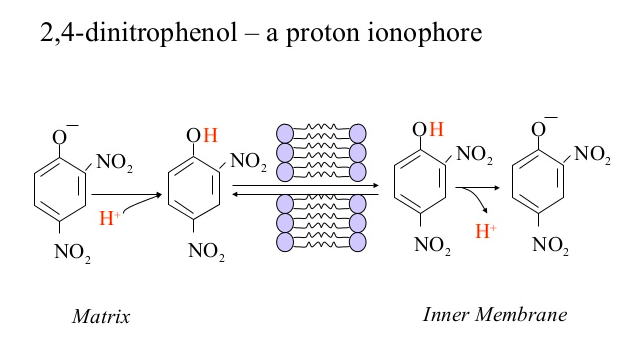 2,4-dinitrophenol – a proton ionophore
O⁻
NO₂
NO₂
H⁺
OH
NO₂
NO₂
OH
NO₂
NO₂
H⁺
O⁻
NO₂
NO₂
Matrix
Inner Membrane